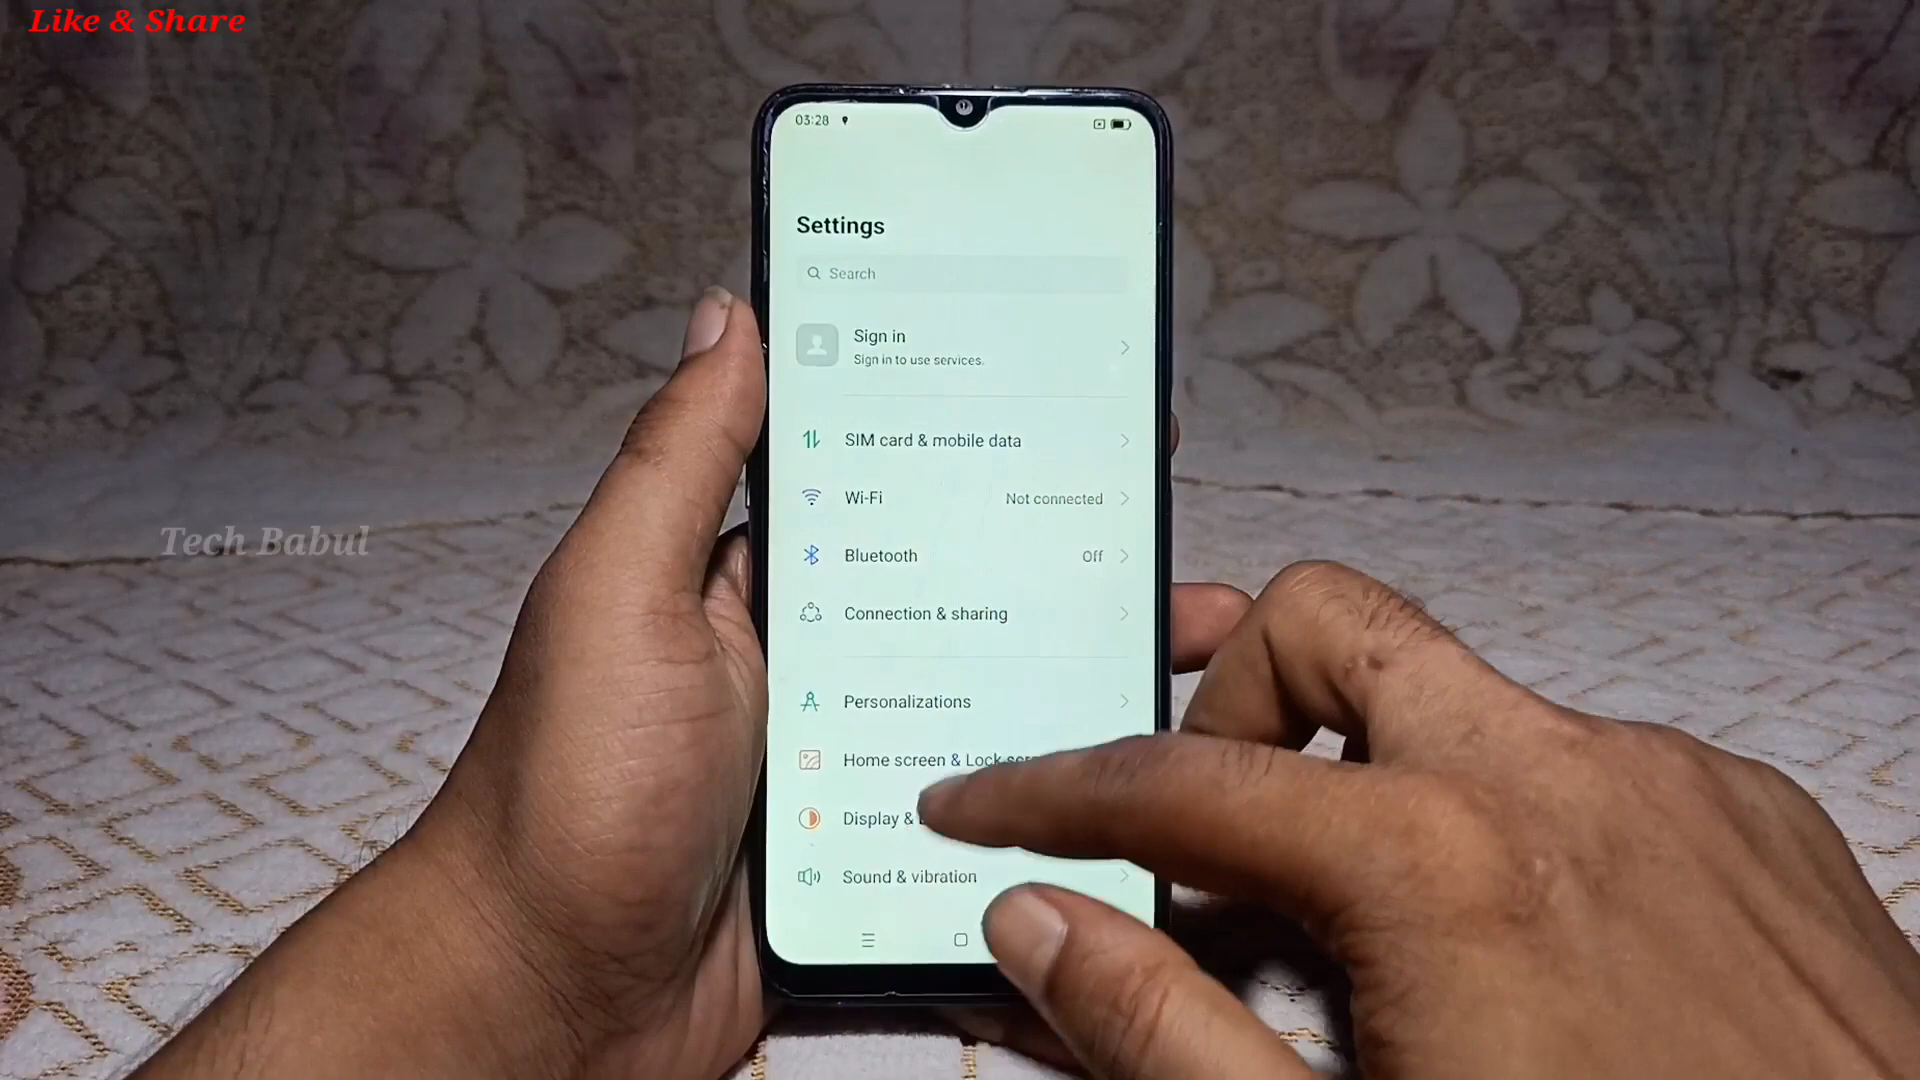 Like & Share
03:28
Settings
Search
Sign in
Sign in to use services.
SIM card & mobile data
Wi-Fi Not connected
Bluetooth Off
Connection & sharing
Personalizations
Home screen & Lock
Display &
Sound & vibration
Tech Babul